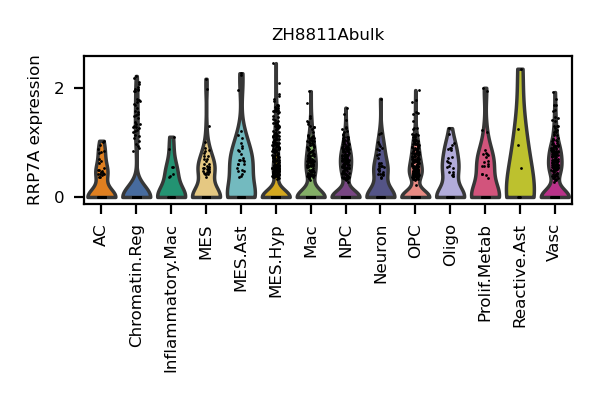 ZH8811Abulk
RRP7A expression
2
0
AC
Chromatin.Reg
Inflammatory.Mac
MES
MES.Ast
MES.Hyp
Mac
NPC
Neuron
OPC
Oligo
Prolif.Metab
Reactive.Ast
Vasc